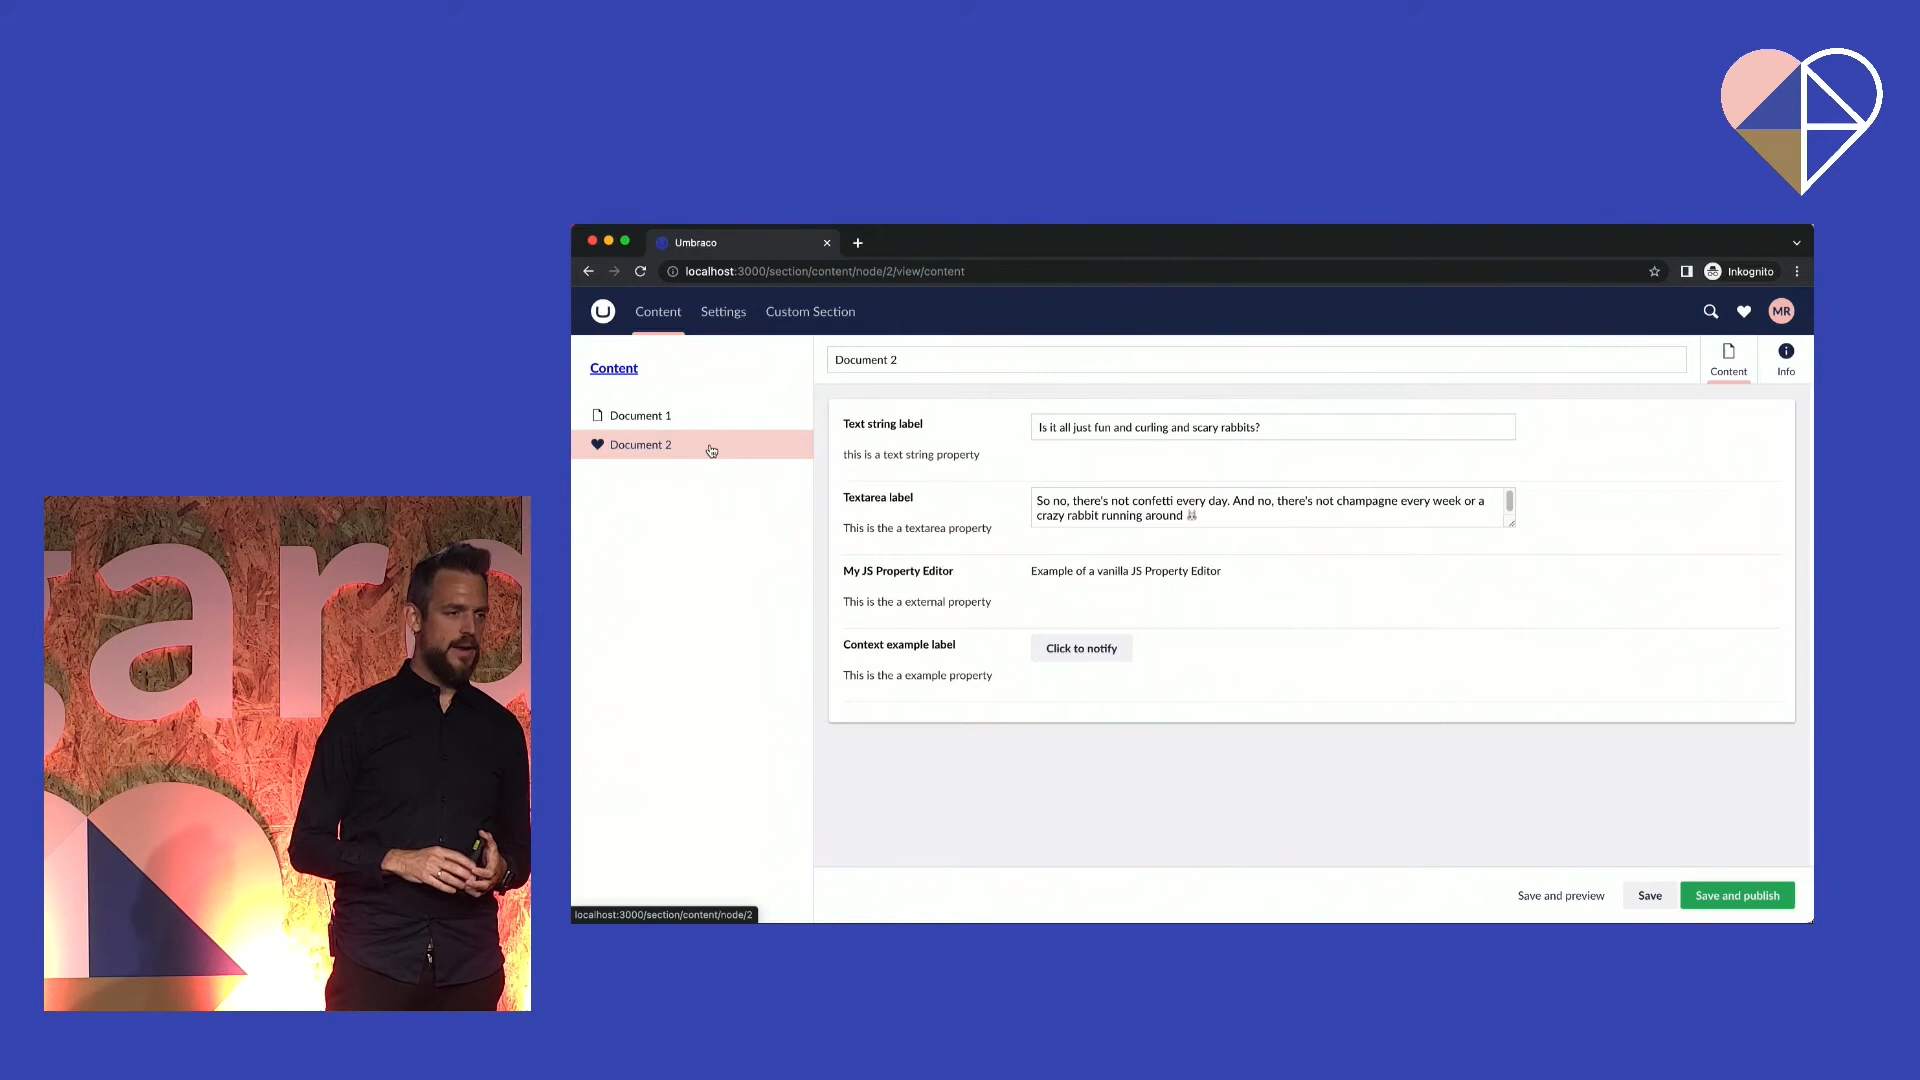 Umbraco
localhost:3000/section/content/node/2/view/content
Inkognito
Content
Settings
Custom Section
MR
Content
Document 1
Document 2
Document 2
Content
Info
Text string label
this is a text string property
Is it all just fun and curling and scary rabbits?
Textarea label
This is the a textarea property
So no, there's not confetti every day. And no, there's not champagne every week or a
crazy rabbit running around 🐰
My JS Property Editor
This is the a external property
Example of a vanilla JS Property Editor
Context example label
This is the a example property
Click to notify
Save and preview
Save
Save and publish
localhost:3000/section/content/node/2